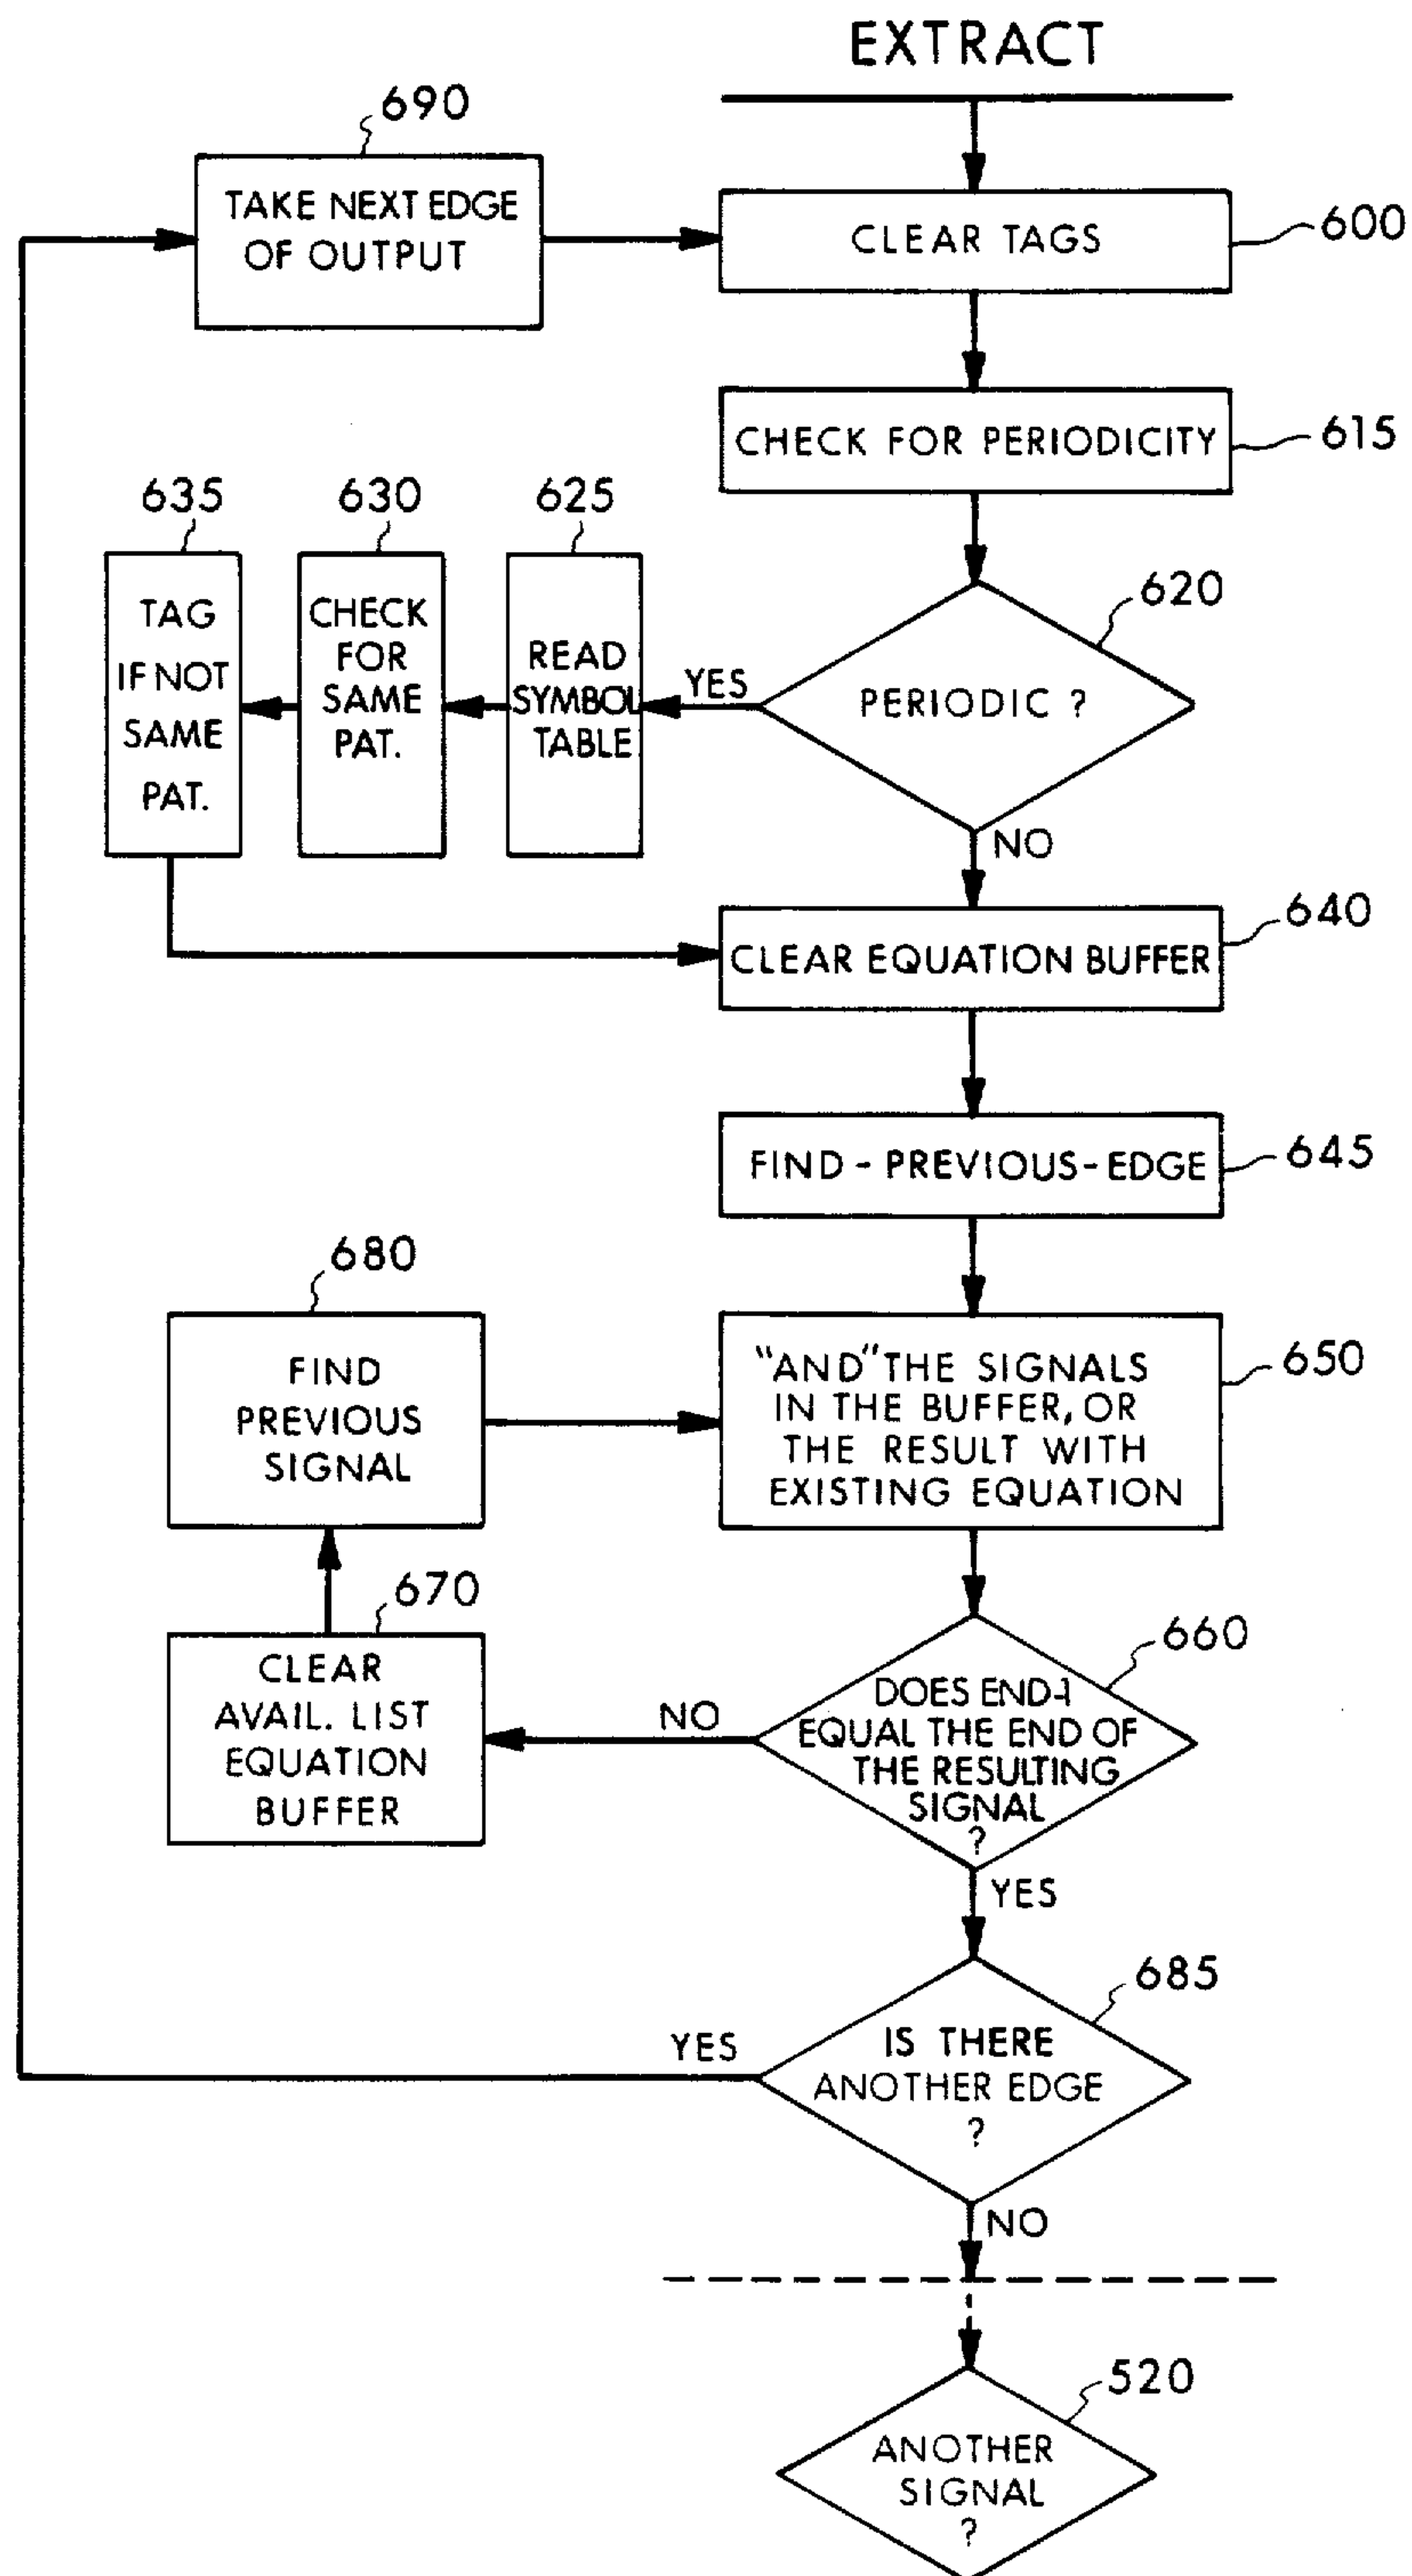 EXTRACT
690
TAKE NEXT EDGE
OF OUTPUT
CLEAR TAGS
600
CHECK FOR PERIODICITY
615
635
630
625
620
TAG
IF NOT
SAME
PAT.
CHECK
FOR
SAME
PAT.
READ
SYMBOL
TABLE
YES
PERIODIC ?
NO
640
CLEAR EQUATION BUFFER
FIND-PREVIOUS-EDGE
645
680
FIND
PREVIOUS
SIGNAL
"AND" THE SIGNALS
IN THE BUFFER, OR
THE RESULT WITH
EXISTING EQUATION
650
670
CLEAR
AVAIL. LIST
EQUATION
BUFFER
NO
660
DOES END-1
EQUAL THE END OF
THE RESULTING
SIGNAL
?
YES
685
YES
IS THERE
ANOTHER EDGE
?
NO
520
ANOTHER
SIGNAL
?